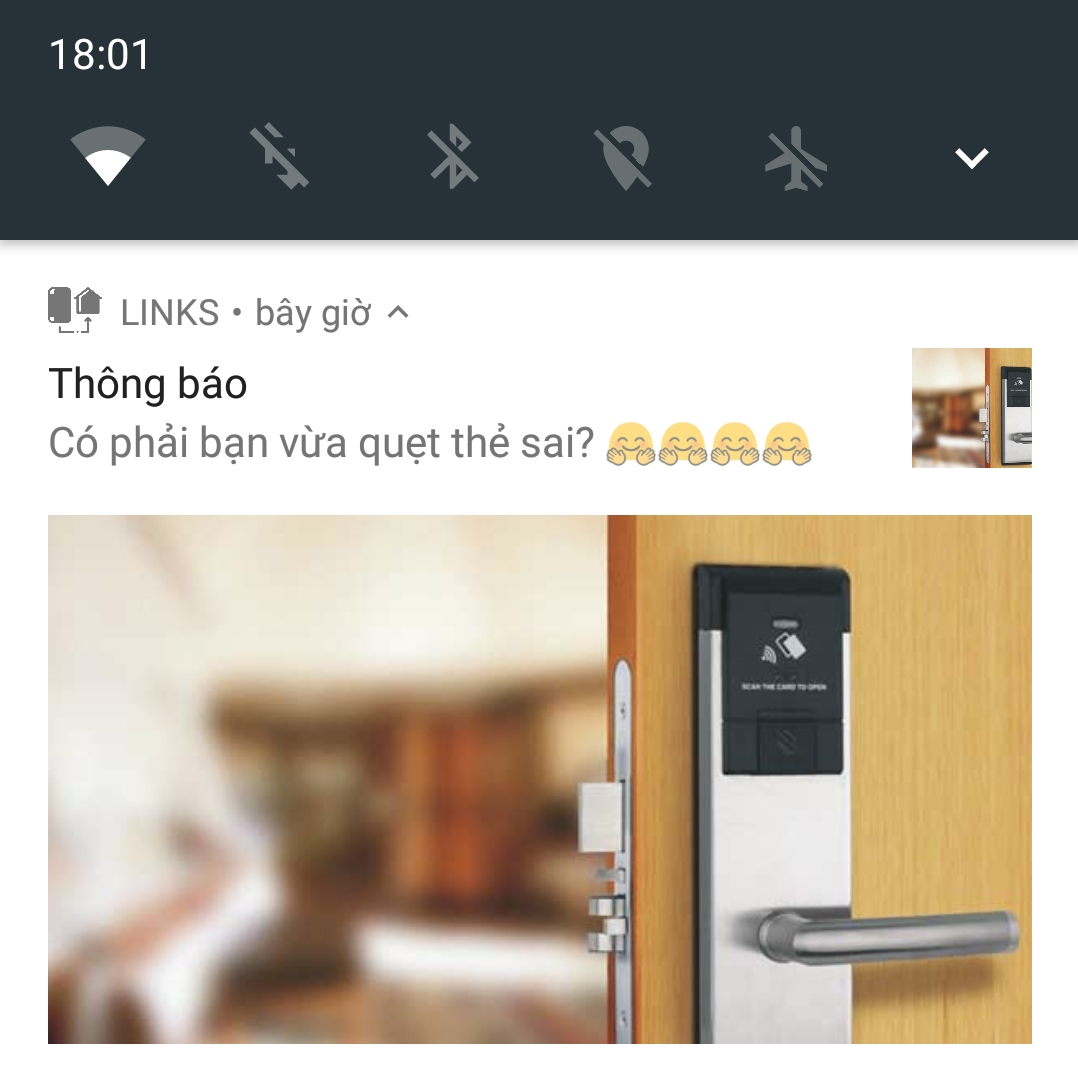 18:01
LINKS • bây giờ
Thông báo
Có phải bạn vừa quẹt thẻ sai? 🤗🤗🤗🤗
SCAN THE CARD TO OPEN